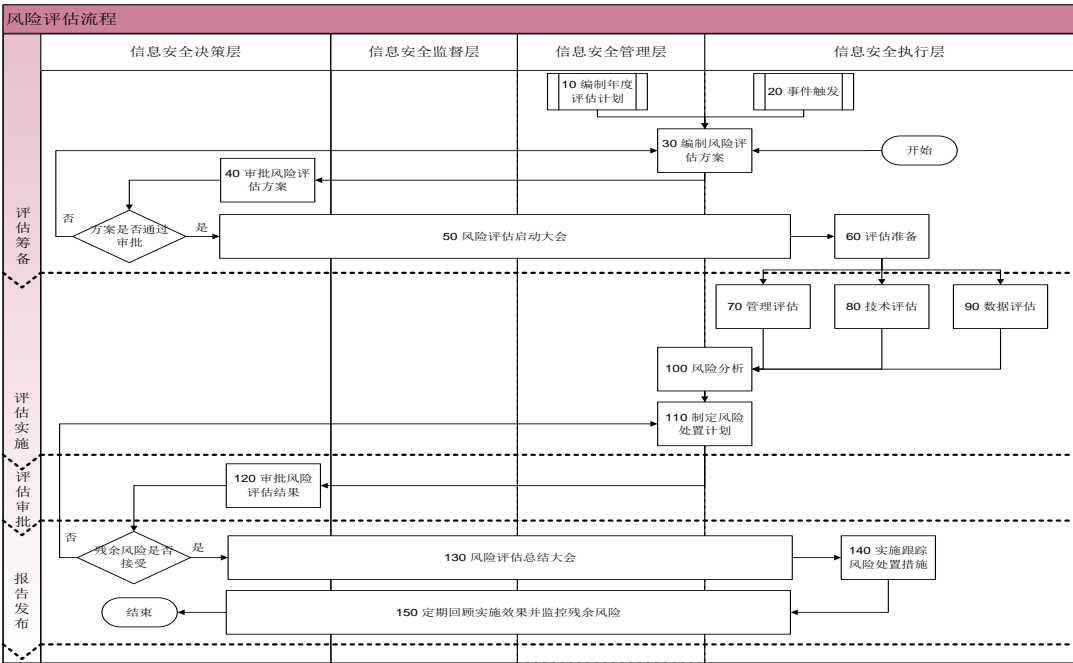 风险评估流程
信息安全决策层
信息安全监督层
信息安全管理层
信息安全执行层
10 编制年度
评估计划
20 事件触发
30 编制风险评
估方案
开始
40 审批风险评
估方案
评估筹备
否
方案是否通过
审批
是
50 风险评估启动大会
60 评估准备
70 管理评估
80 技术评估
90 数据评估
100 风险分析
评估实施
110 制定风险
处置计划
评估审批
120 审批风险
评估结果
否
残余风险是否
接受
是
130 风险评估总结大会
140 实施跟踪
风险处置措施
报告发布
结束
150 定期回顾实施效果并监控残余风险